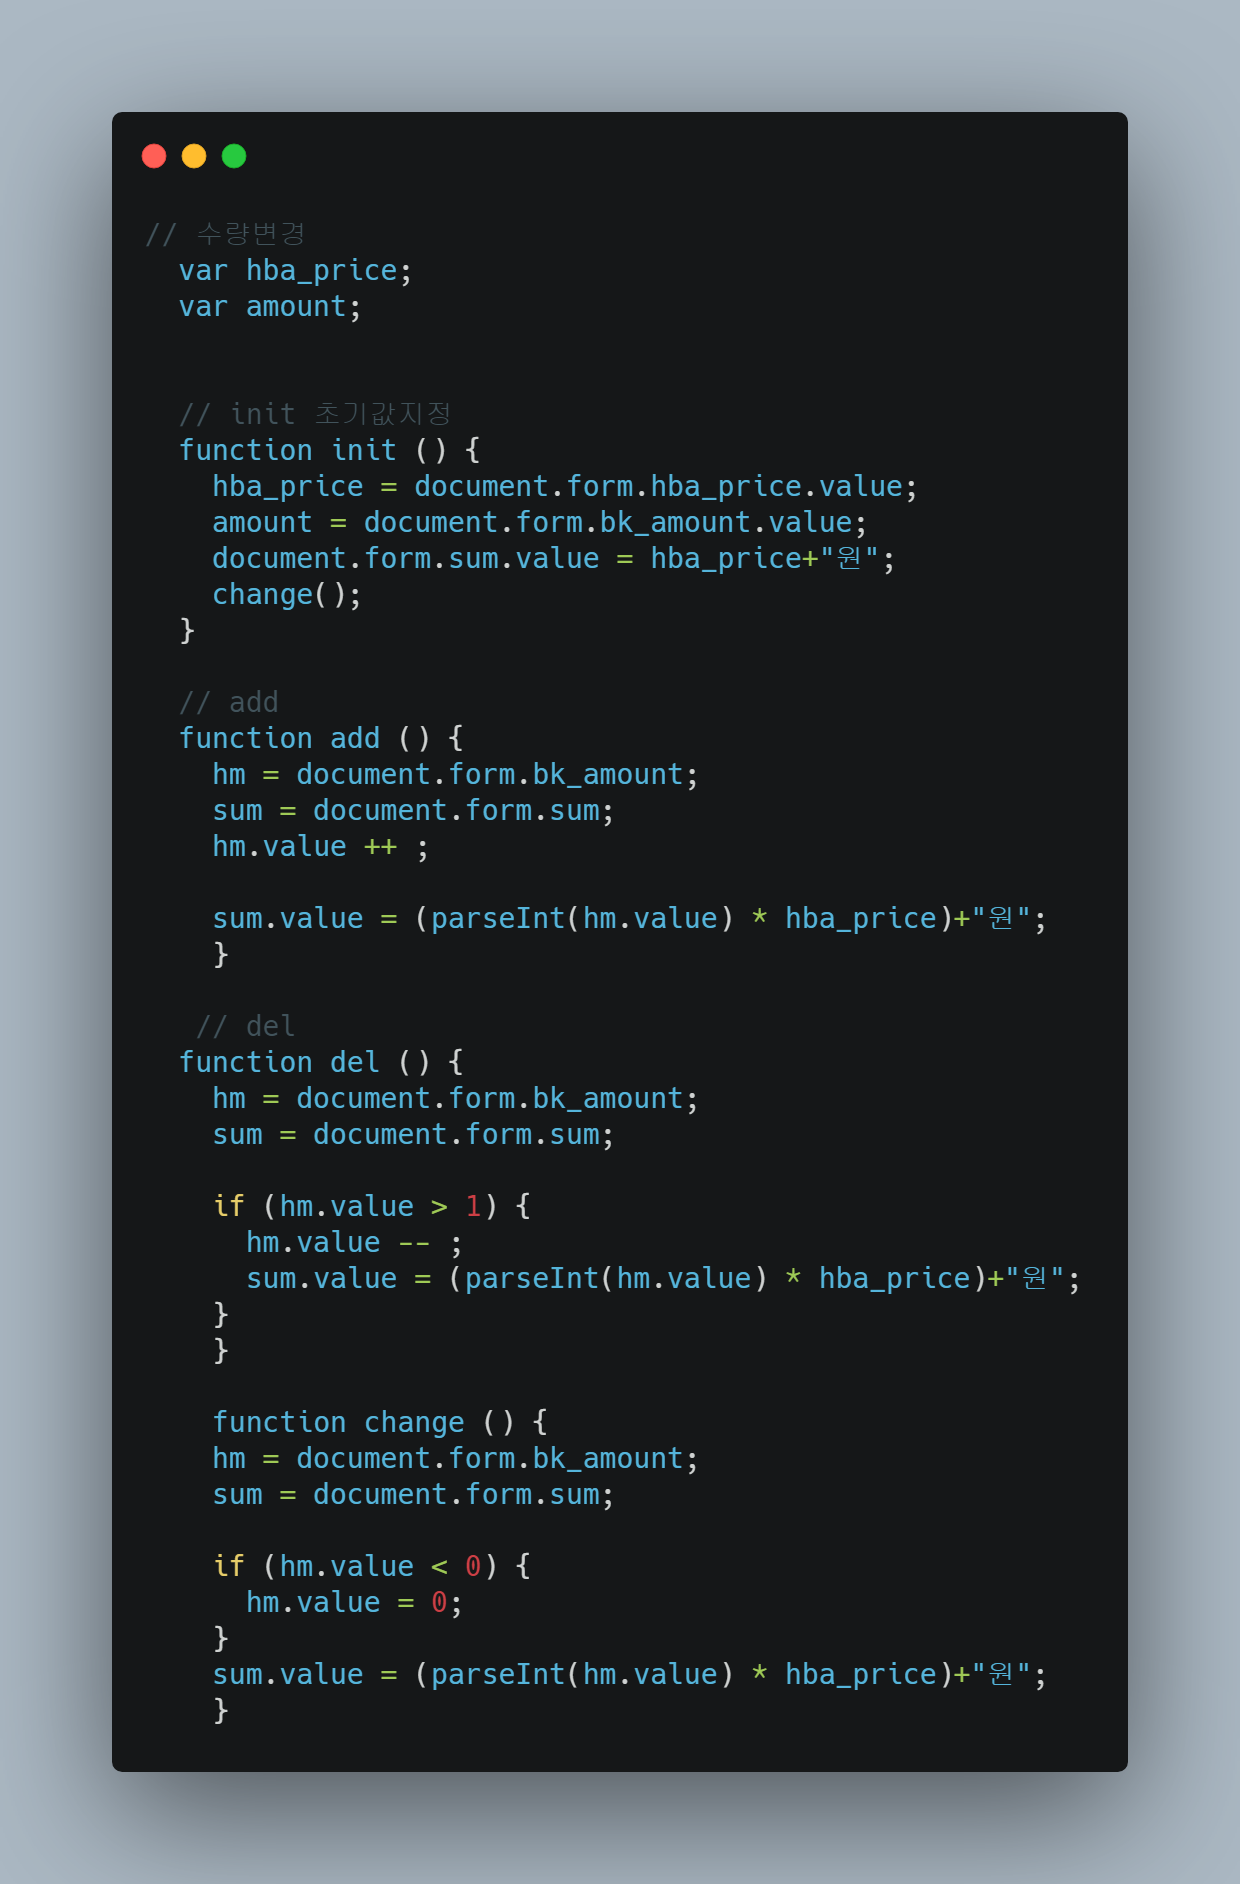 // 수량변경
var hba_price;
var amount;
// init 초기값지정
function init () {
hba_price = document.form.hba_price.value;
amount = document.form.bk_amount.value;
document.form.sum.value = hba_price+"원";
change();
}
// add
function add () {
hm = document.form.bk_amount;
sum = document.form.sum;
hm.value ++ ;
sum.value = (parseInt(hm.value) * hba_price)+"원";
}
// del
function del () {
hm = document.form.bk_amount;
sum = document.form.sum;
if (hm.value > 1) {
hm.value -- ;
sum.value = (parseInt(hm.value) * hba_price)+"원";
}
}
function change () {
hm = document.form.bk_amount;
sum = document.form.sum;
if (hm.value < 0) {
hm.value = 0;
}
sum.value = (parseInt(hm.value) * hba_price)+"원";
}